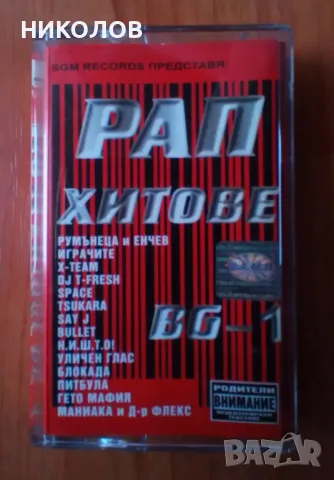 НИКОЛОВ
SGM RECORDS ПРЕДСТАВЯ:
РАП
ХИТОВЕ
РУМЪНЕЦА и ЕНЧЕВ
ИГРАЧИТЕ
X-TEAM
DJ T-FRESH
SPACE
TSUKARA
SAY J
BULLET
Н.И.Ш.Т.О!
УЛИЧЕН ГЛАС
БЛОКАДА
ПИТБУЛА
ГЕТО МАФИЯ
МАНИАКА и Д-р ФЛЕКС
BG-1
РОДИТЕЛИ
ВНИМАНИЕ
BAZAR